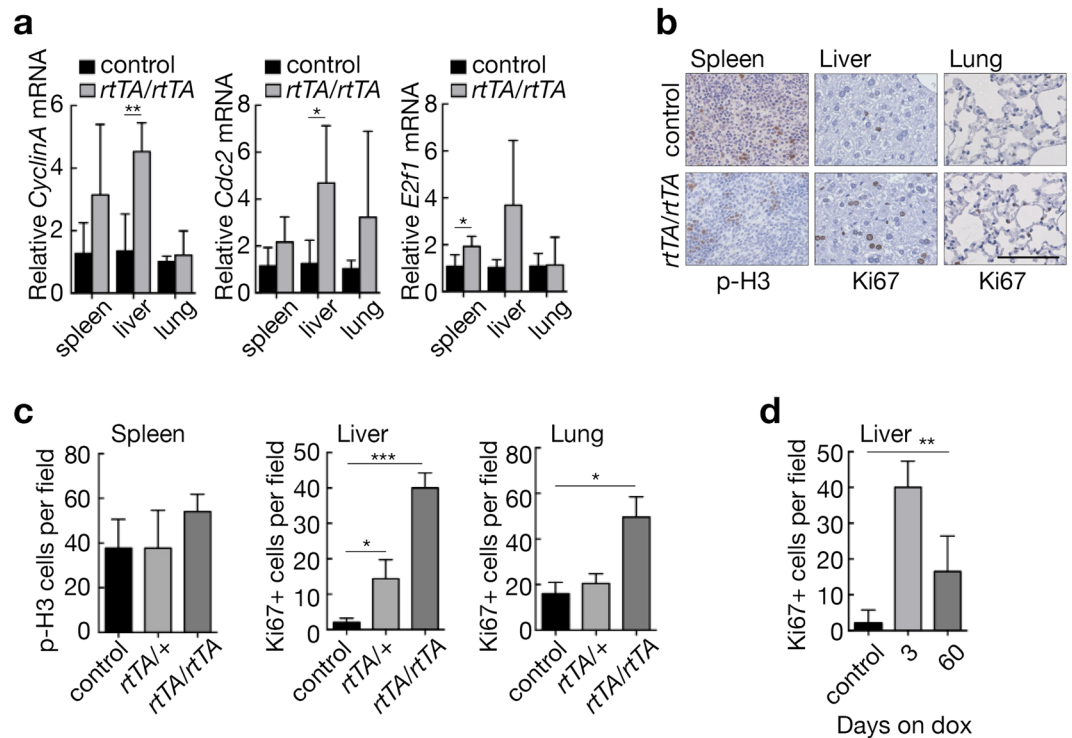 a
control
rtTA/rtTA
Relative CyclinA mRNA
6
4
2
0
**
spleen
liver
lung
control
rtTA/rtTA
Relative Cdc2 mRNA
8
6
4
2
0
*
spleen
liver
lung
control
rtTA/rtTA
Relative E2f1 mRNA
8
6
4
2
0
*
spleen
liver
lung
b
Spleen Liver Lung
control
rtTA/rtTA
p-H3 Ki67 Ki67
c
Spleen
p-H3 cells per field
80
60
40
20
0
control
rtTA/+
rtTA/rtTA
Liver
Ki67+ cells per field
50
40
30
20
10
0
***
*
control
rtTA/+
rtTA/rtTA
Lung
Ki67+ cells per field
80
60
40
20
0
*
control
rtTA/+
rtTA/rtTA
d
Liver
**
Ki67+ cells per field
50
40
30
20
10
0
control
3
60
Days on dox